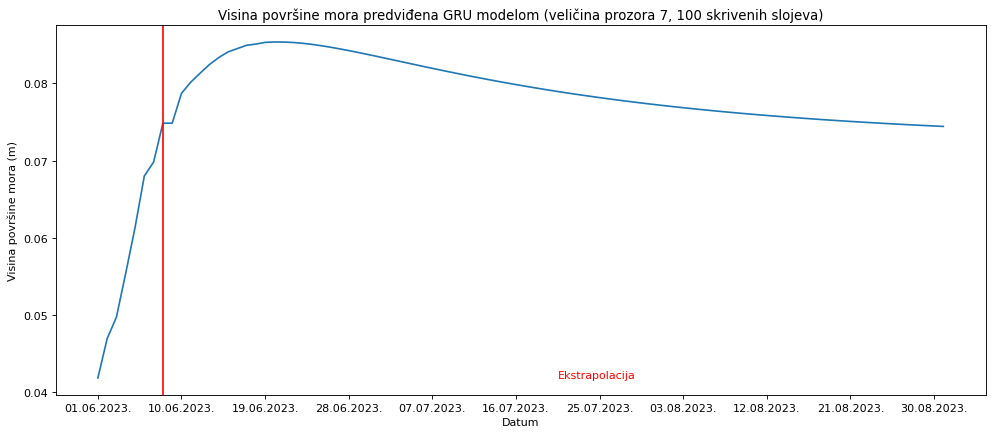 Visina površine mora predviđena GRU modelom (veličina prozora 7, 100 skrivenih slojeva)
Visina površine mora (m)
0.08
0.07
0.06
0.05
0.04
Ekstrapolacija
01.06.2023. 10.06.2023. 19.06.2023. 28.06.2023. 07.07.2023. 16.07.2023. 25.07.2023. 03.08.2023. 12.08.2023. 21.08.2023. 30.08.2023.
Datum